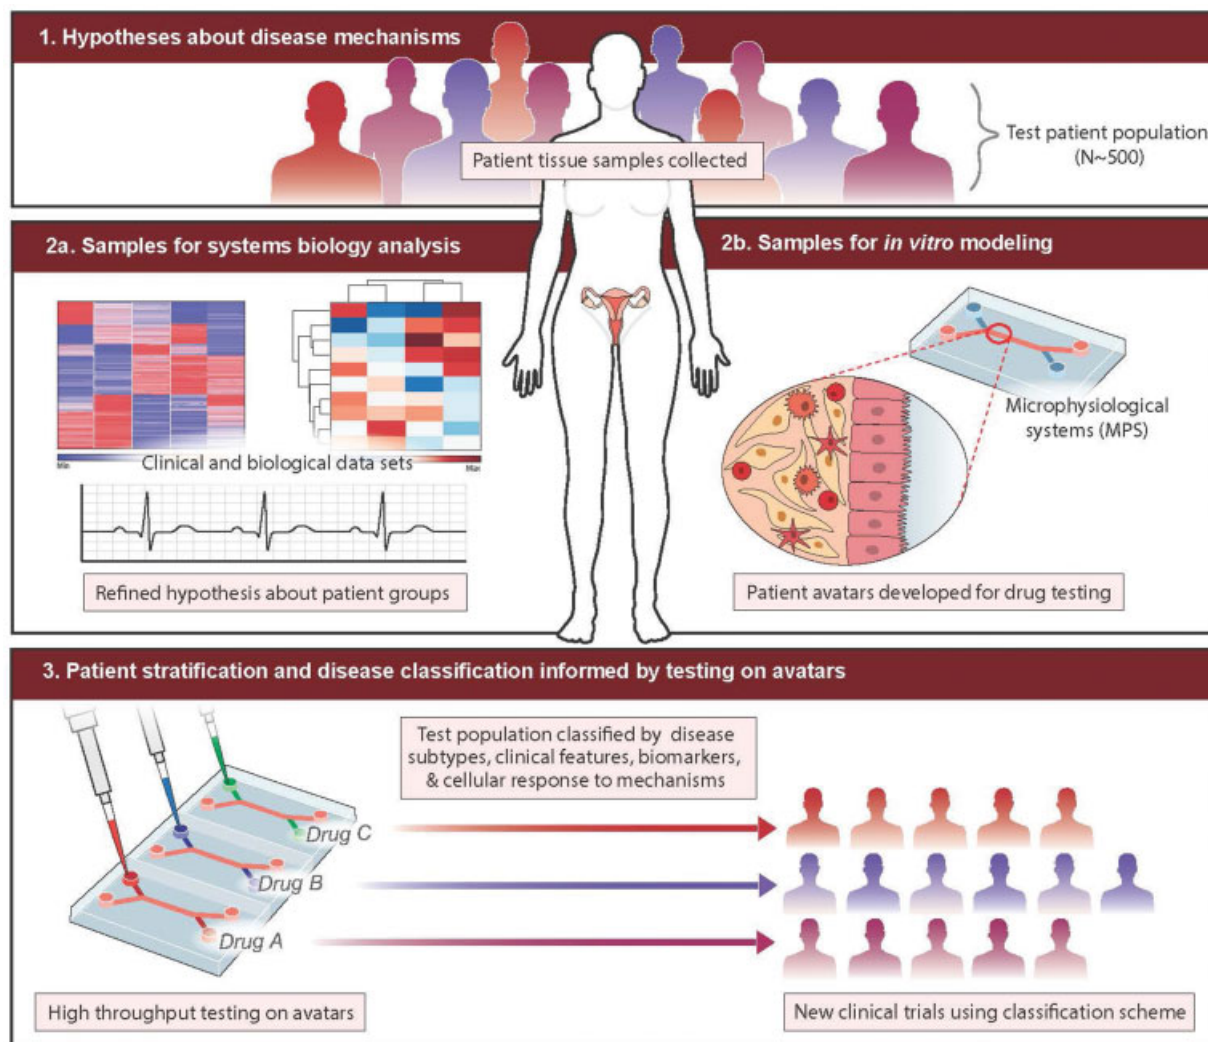 1. Hypotheses about disease mechanisms
Patient tissue samples collected
Test patient population
(N~500)
2a. Samples for systems biology analysis
Min
Max
Clinical and biological data sets
Refined hypothesis about patient groups
2b. Samples for in vitro modeling
Microphysiological
systems (MPS)
Patient avatars developed for drug testing
3. Patient stratification and disease classification informed by testing on avatars
Test population classified by disease
subtypes, clinical features, biomarkers,
& cellular response to mechanisms
Drug C
Drug B
Drug A
High throughput testing on avatars
New clinical trials using classification scheme